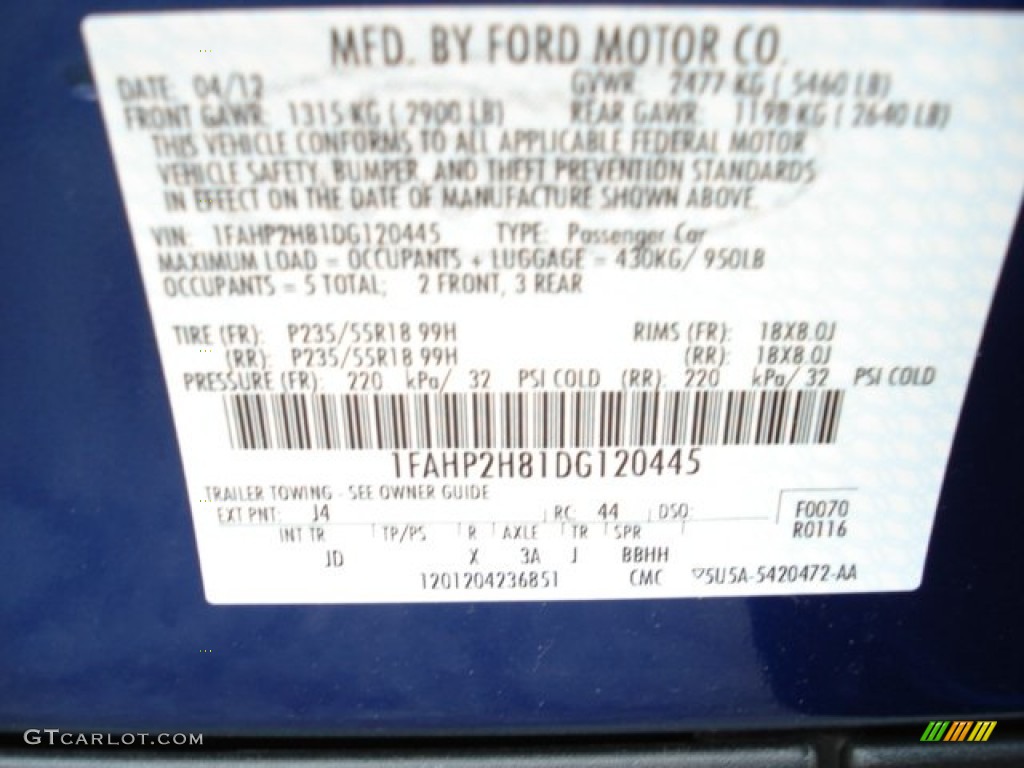 MFD. BY FORD MOTOR CO.
DATE: 04/12 GVWR: 2477 KG ( 5460 LB)
FRONT GAWR: 1315 KG ( 2900 LB) REAR GAWR: 1198 KG ( 2640 LB)
THIS VEHICLE CONFORMS TO ALL APPLICABLE FEDERAL MOTOR
VEHICLE SAFETY, BUMPER, AND THEFT PREVENTION STANDARDS
IN EFFECT ON THE DATE OF MANUFACTURE SHOWN ABOVE.
VIN: 1FAHP2H81DG120445 TYPE: Passenger Car
MAXIMUM LOAD = OCCUPANTS + LUGGAGE = 430KG/ 950LB
OCCUPANTS = 5 TOTAL; 2 FRONT, 3 REAR
TIRE (FR): P235/55R18 99H RIMS (FR): 18X8.0J
(RR): P235/55R18 99H (RR): 18X8.0J
PRESSURE (FR): 220 kPa/ 32 PSI COLD (RR): 220 kPa/ 32 PSI COLD
1FAHP2H81DG120445
TRAILER TOWING - SEE OWNER GUIDE
EXT PNT: J4 RC: 44 DSO: F0070
R0116
INT TR TP/PS R AXLE TR SPR
JD X 3A J BBHH
1201204236851 CMC ▽5U5A-5420472-AA
GTCARLOT.COM